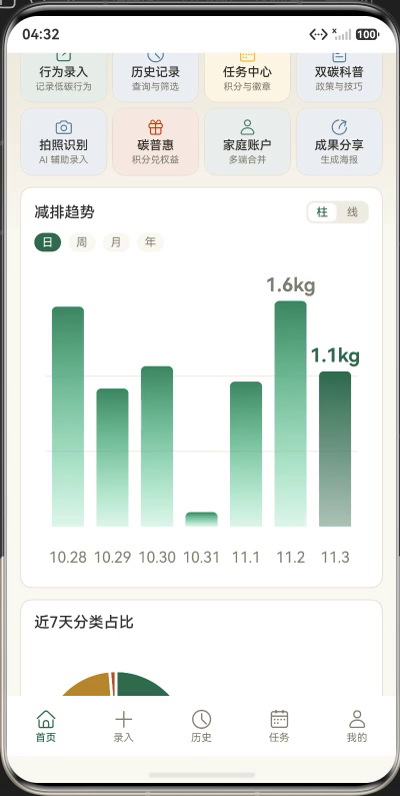 04:32
100
行为录入
历史记录
任务中心
双碳科普
记录低碳行为
查询与筛选
积分与徽章
政策与技巧
拍照识别
碳普惠
家庭账户
成果分享
AI 辅助录入
积分兑权益
多端合并
生成海报
减排趋势
柱
线
日
周
月
年
1.6kg
1.1kg
10.28
10.29
10.30
10.31
11.1
11.2
11.3
近7天分类占比
首页
录入
历史
任务
我的